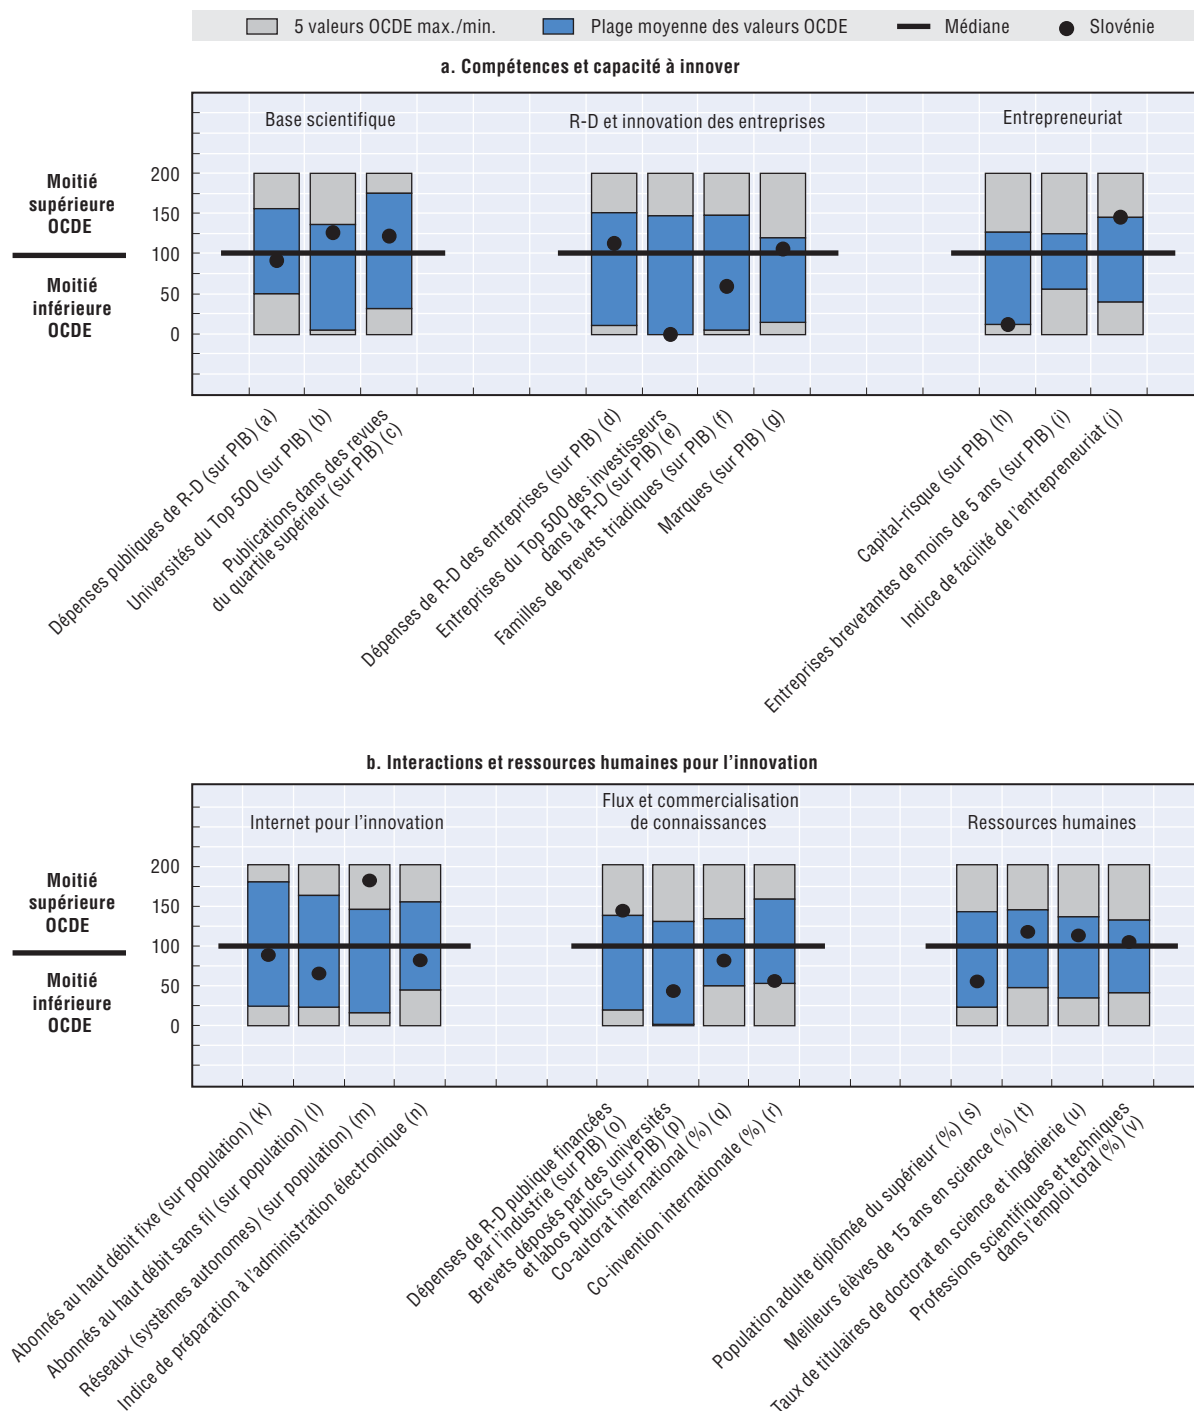 5 valeurs OCDE max./min. Plage moyenne des valeurs OCDE Médiane Slovénie
a. Compétences et capacité à innover
Base scientifique
R-D et innovation des entreprises
Entrepreneuriat
Moitié
supérieure
OCDE
Moitié
inférieure
OCDE
200
150
100
50
0
Dépenses publiques de R-D (sur PIB) (a)
Universités du Top 500 (sur PIB) (b)
Publications dans des revues
du quartile supérieur (sur PIB) (c)
Dépenses de R-D des entreprises (sur PIB) (d)
Entreprises du Top 500 des investisseurs
dans la R-D (sur PIB) (e)
Familles de brevets triadiques (sur PIB) (f)
Marques (sur PIB) (g)
Capital-risque (sur PIB) (h)
Entreprises brevetantes de moins de 5 ans (sur PIB) (i)
Indice de facilité de l'entrepreneuriat (j)
b. Interactions et ressources humaines pour l'innovation
Internet pour l'innovation
Flux et commercialisation
de connaissances
Ressources humaines
Moitié
supérieure
OCDE
Moitié
inférieure
OCDE
200
150
100
50
0
Abonnés au haut débit fixe (sur population) (k)
Abonnés au haut débit sans fil (sur population) (l)
Réseaux (systèmes autonomes) (sur population) (m)
Indice de préparation à l'administration électronique (n)
Dépenses de R-D publique financées
par l'industrie (sur PIB) (o)
Brevets déposés par des universités
et labos publics (sur PIB) (p)
Co-autorat international (%) (q)
Co-invention internationale (%) (r)
Population adulte diplômée du supérieur (%) (s)
Meilleurs élèves de 15 ans en science (%) (t)
Taux de titulaires de doctorat en science et ingénierie (u)
Professions scientifiques et techniques
dans l'emploi total (%) (v)